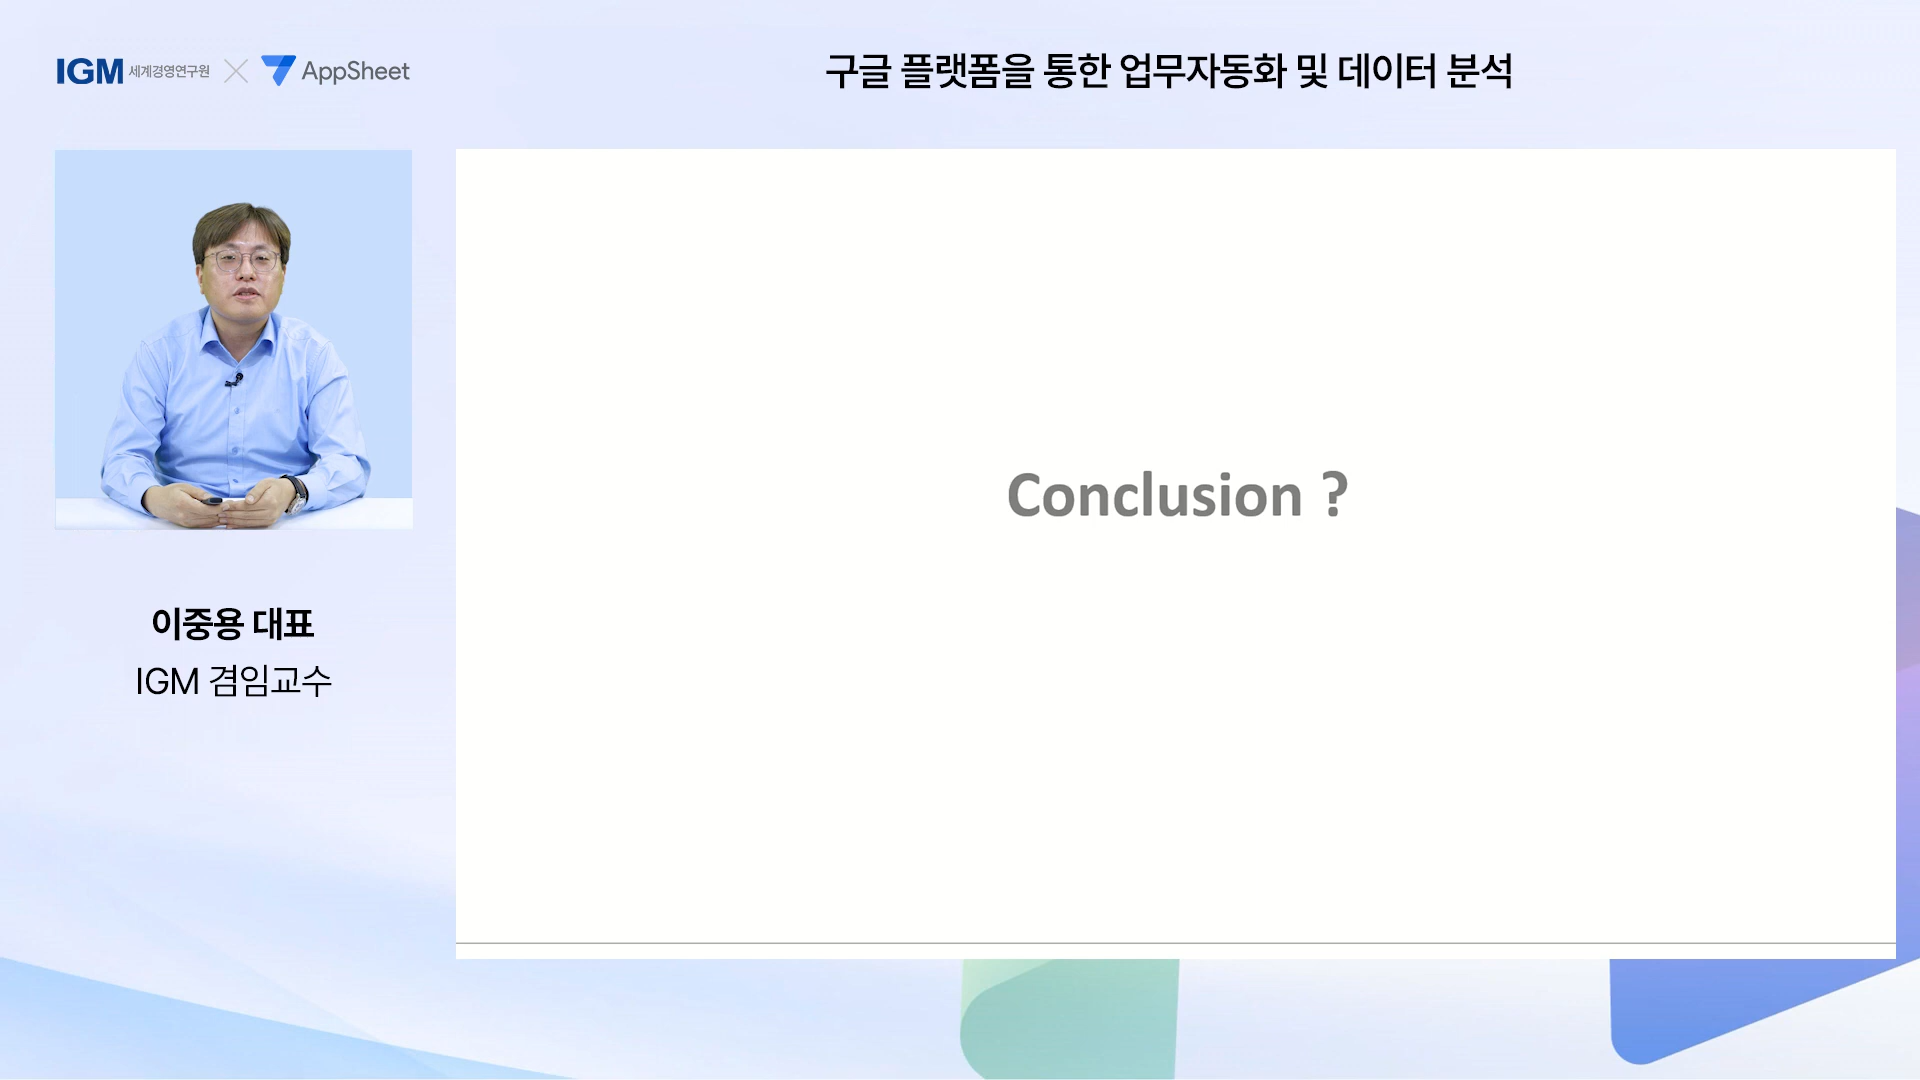 IGM 세계경영연구원 × AppSheet
구글 플랫폼을 통한 업무자동화 및 데이터 분석
Conclusion ?
이중용 대표
IGM 겸임교수